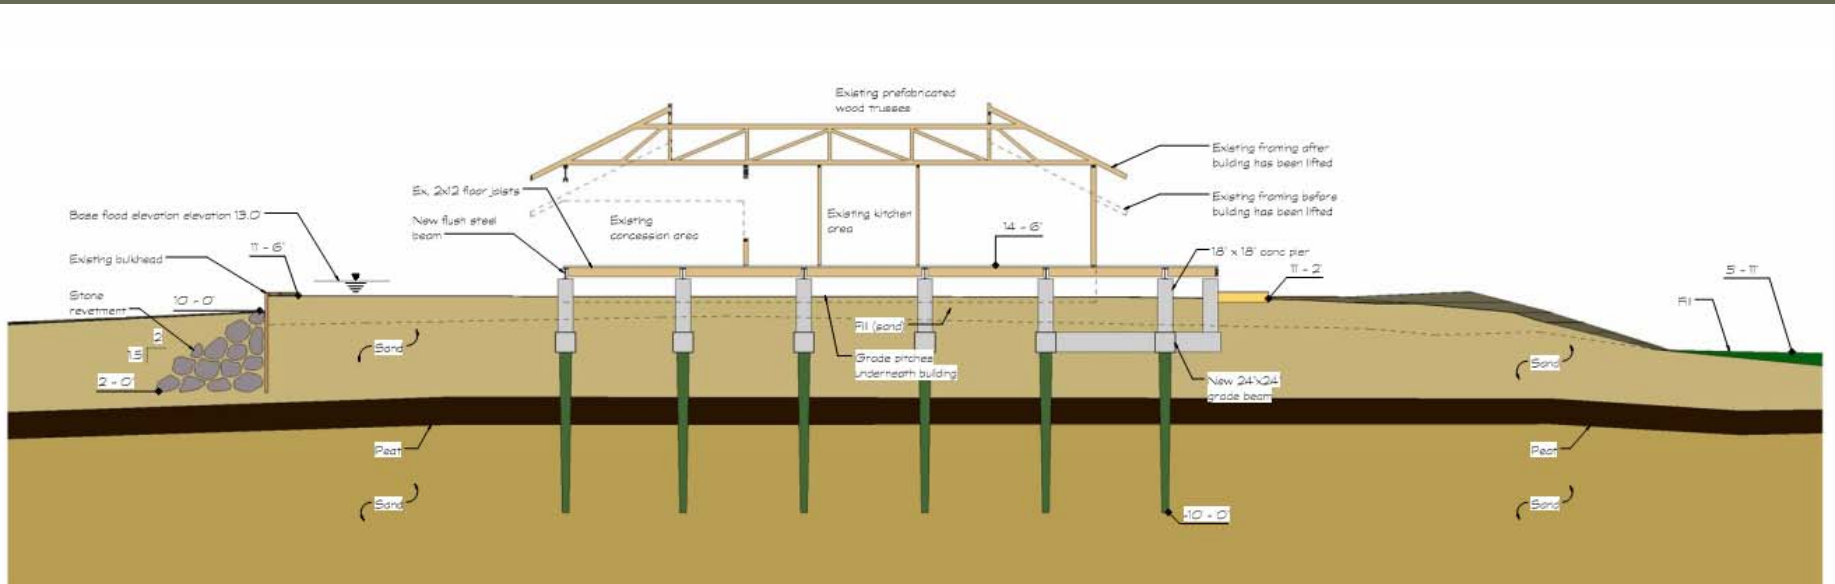 Existing prefabricated
wood trusses
Existing framing after
building has been lifted
Ex. 2x12 floor joists
Existing framing before
building has been lifted
Base flood elevation elevation 13.0'
New flush steel
beam
Existing
concession area
Existing kitchen
area
14 - 6"
11 - 6"
18" x 18" conc pier
Existing bulkhead
11 - 2"
5 - 11"
Stone
revetment
10 - 0"
Fill
Fill (sand)
2
1.5
Sand
Grade pitches
underneath building
Sand
2 - 0"
New 24"x24"
grade beam
Peat
Peat
Sand
-10 - 0"
Sand